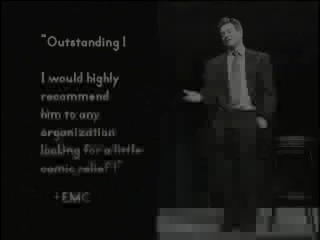 "Outstanding!
I would highly
recommend
him to any
organization
looking for a little
comic relief!"
- EMC